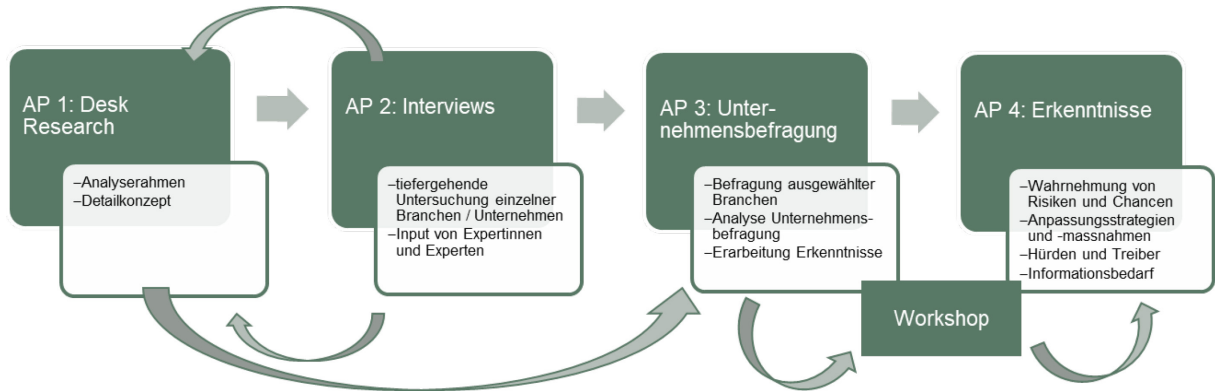 AP 1: Desk
Research
–Analyserahmen
–Detailkonzept
AP 2: Interviews
–tiefergehende
Untersuchung einzelner
Branchen / Unternehmen
–Input von Expertinnen
und Experten
AP 3: Unter-
nehmensbefragung
–Befragung ausgewählter
Branchen
–Analyse Unternehmens-
befragung
–Erarbeitung Erkenntnisse
AP 4: Erkenntnisse
–Wahrnehmung von
Risiken und Chancen
–Anpassungsstrategien
und -massnahmen
–Hürden und Treiber
–Informationsbedarf
Workshop